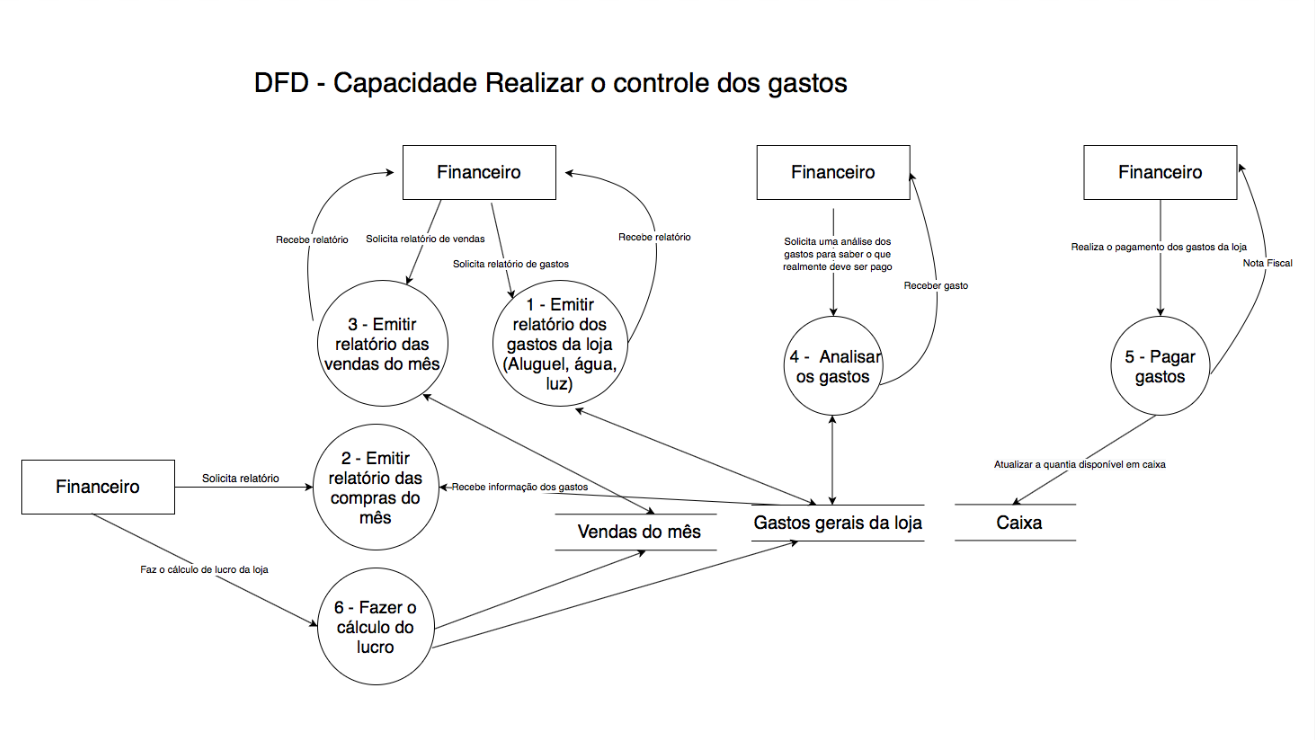 DFD - Capacidade Realizar o controle dos gastos
Financeiro
Financeiro
Financeiro
Recebe relatório
Solicita relatório de vendas
Solicita relatório de gastos
Recebe relatório
Solicita uma análise dos
gastos para saber o que
realmente deve ser pago
Receber gasto
Realiza o pagamento dos gastos da loja
Nota Fiscal
3 - Emitir
relatório das
vendas do mês
1 - Emitir
relatório dos
gastos da loja
(Aluguel, água,
luz)
4 - Analisar
os gastos
5 - Pagar
gastos
Financeiro
Solicita relatório
2 - Emitir
relatório das
compras do
mês
Recebe informação dos gastos
Atualizar a quantia disponível em caixa
Vendas do mês
Gastos gerais da loja
Caixa
Faz o cálculo de lucro da loja
6 - Fazer o
cálculo do
lucro